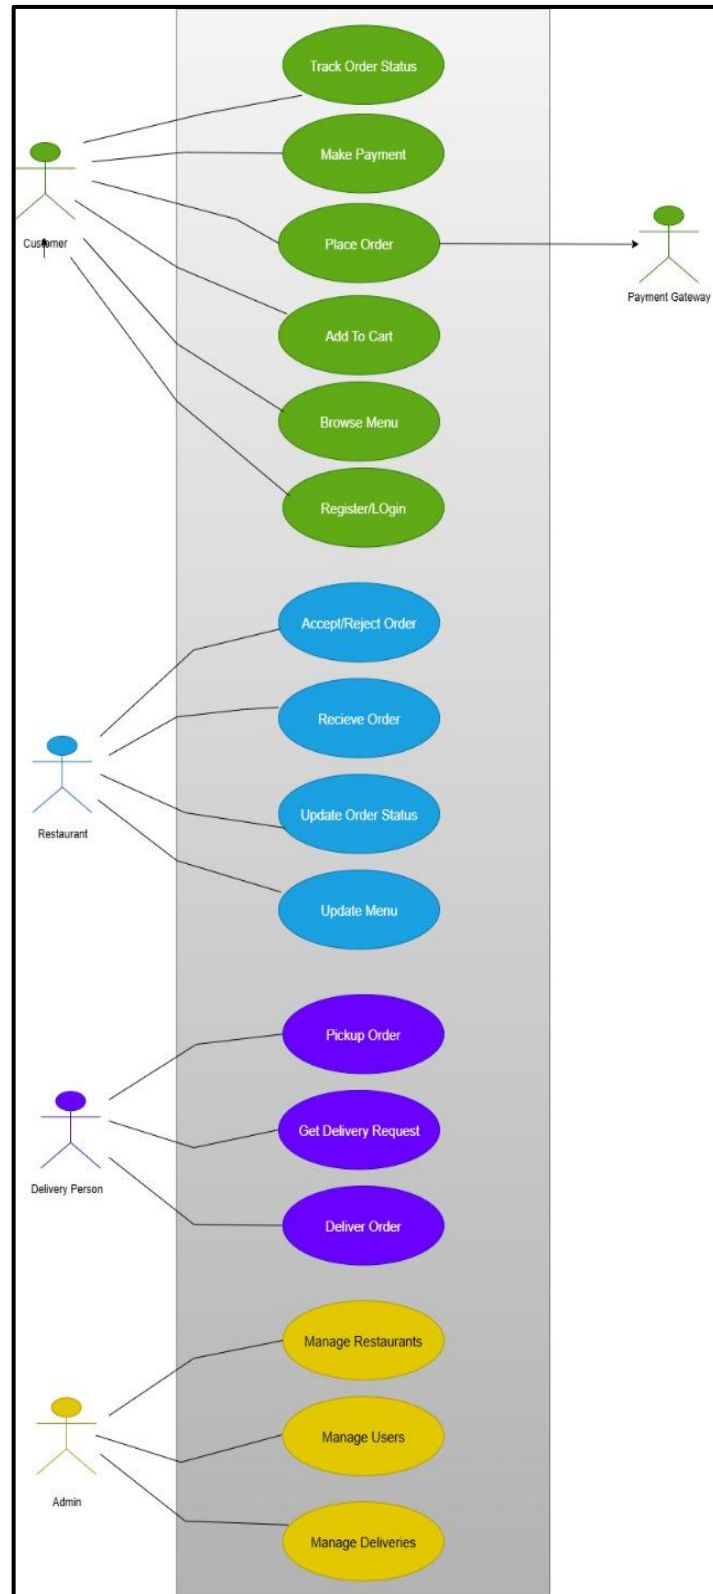 Track Order Status
Make Payment
Customer
Place Order
Payment Gateway
Add To Cart
Browse Menu
Register/LOgin
Accept/Reject Order
Recieve Order
Restaurant
Update Order Status
Update Menu
Pickup Order
Get Delivery Request
Delivery Person
Deliver Order
Manage Restaurants
Manage Users
Admin
Manage Deliveries